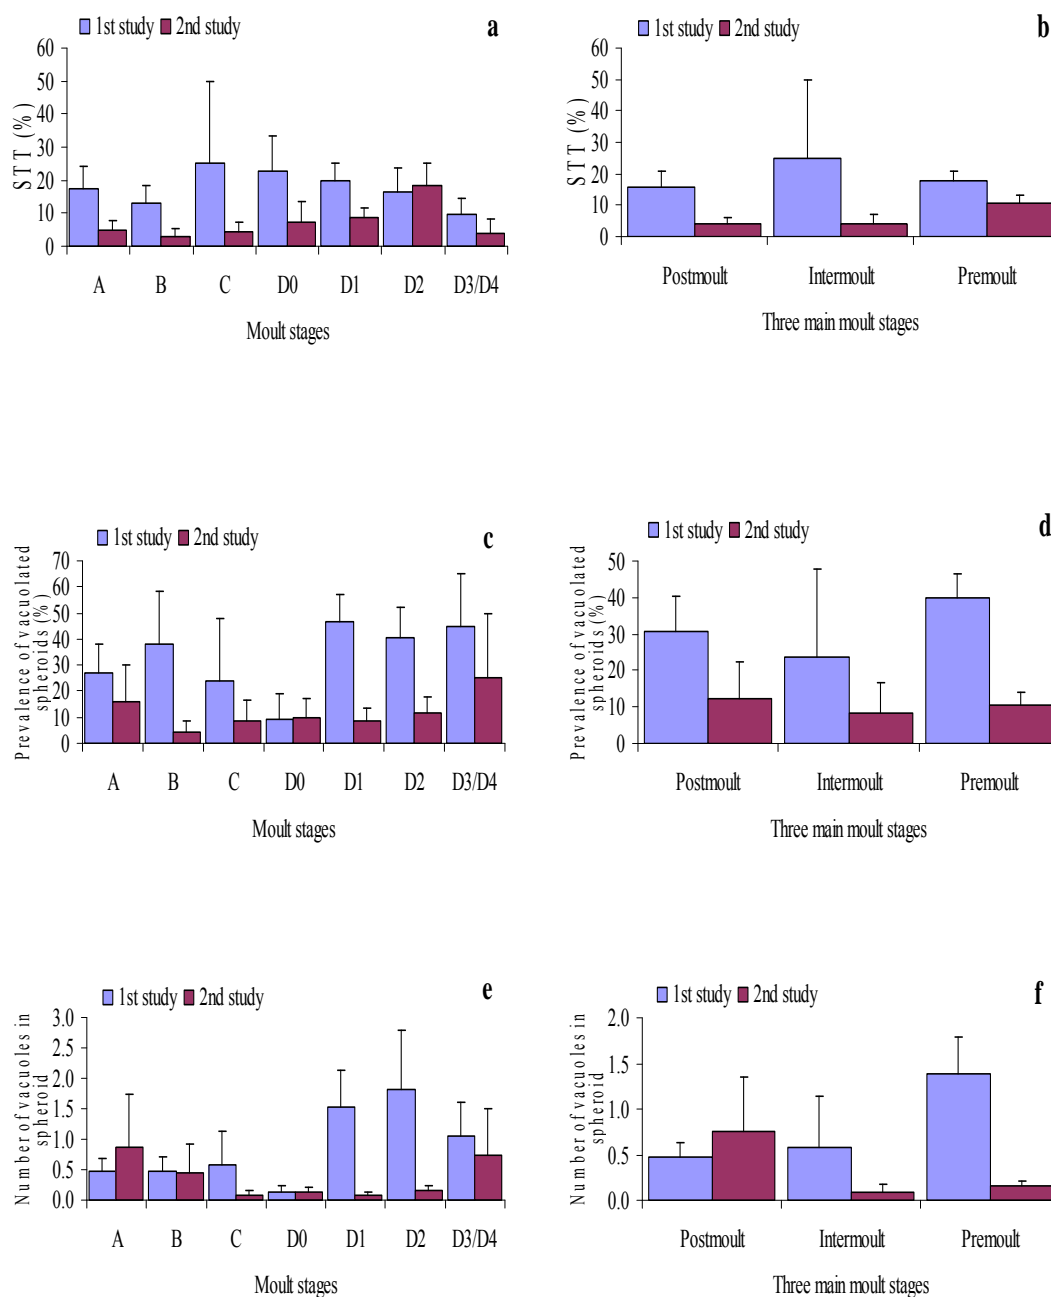 1st study 2nd study a
60
50
40
30
20
10
0
STT (%)
A B C D0 D1 D2 D3/D4
Moult stages
1st study 2nd study b
60
50
40
30
20
10
0
STT (%)
Postmoult Intermoult Premoult
Three main moult stages
1st study 2nd study c
70
60
50
40
30
20
10
0
Prevalence of vacuolated
spheroids (%)
A B C D0 D1 D2 D3/D4
Moult stages
1st study 2nd study d
50
40
30
20
10
0
Prevalence of vacuolated
spheroids (%)
Postmoult Intermoult Premoult
Three main moult stages
1st study 2nd study e
3.0
2.5
2.0
1.5
1.0
0.5
0.0
Number of vacuoles in
spheroid
A B C D0 D1 D2 D3/D4
Moult stages
1st study 2nd study f
2.0
1.5
1.0
0.5
0.0
Number of vacuoles in
spheroid
Postmoult Intermoult Premoult
Three main moult stages